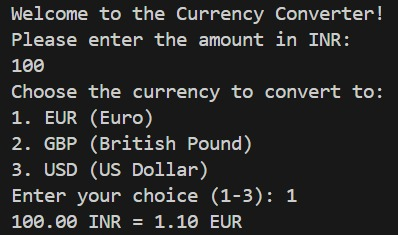 Welcome to the Currency Converter!
Please enter the amount in INR:
100
Choose the currency to convert to:
1. EUR (Euro)
2. GBP (British Pound)
3. USD (US Dollar)
Enter your choice (1-3): 1
100.00 INR = 1.10 EUR